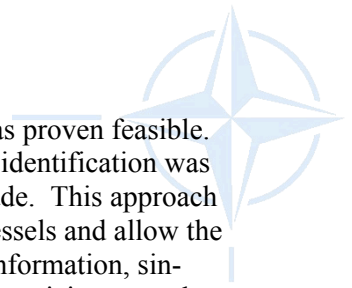 as proven feasible.
identification was
de. This approach
essels and allow the
nformation, sin-